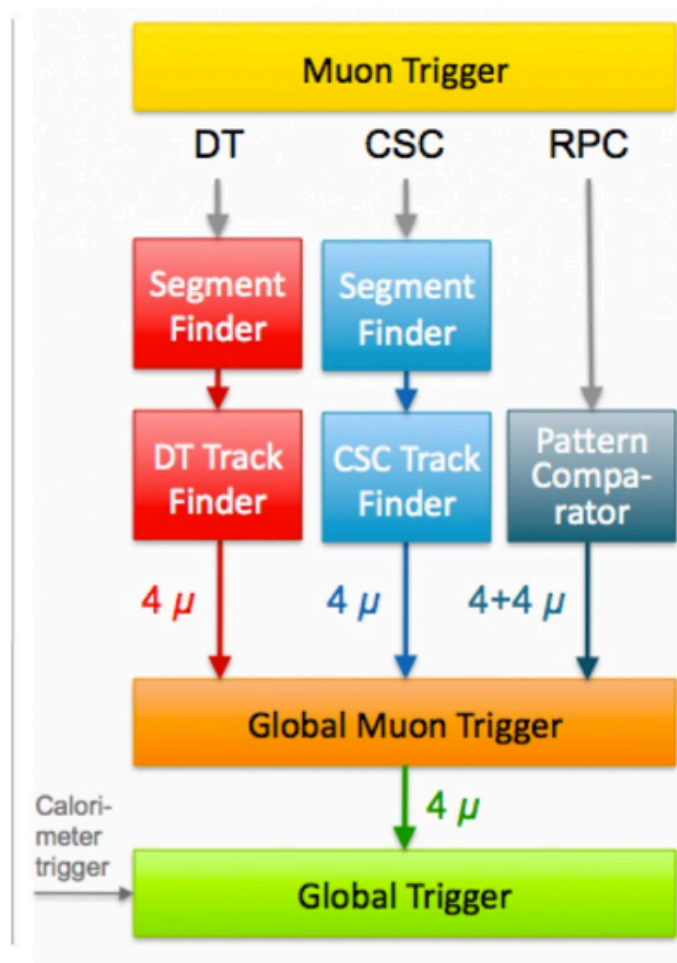 Muon Trigger
DT CSC RPC
Segment
Finder
Segment
Finder
DT Track
Finder
CSC Track
Finder
Pattern
Compa-
rator
4 μ 4 μ 4+4 μ
Global Muon Trigger
4 μ
Calori-
meter
trigger
Global Trigger